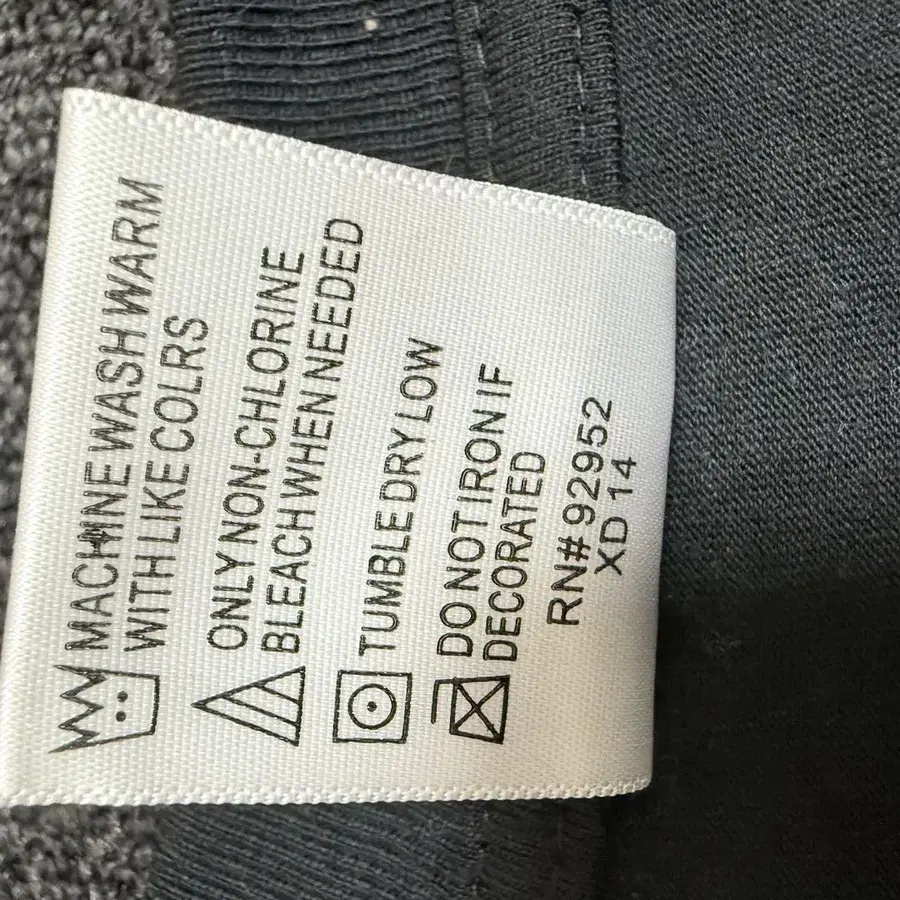 MACHINE WASH WARM
WITH LIKE COLRS
ONLY NON-CHLORINE
BLEACH WHEN NEEDED
TUMBLE DRY LOW
DO NOT IRON IF
DECORATED
RN# 92952
XD 14